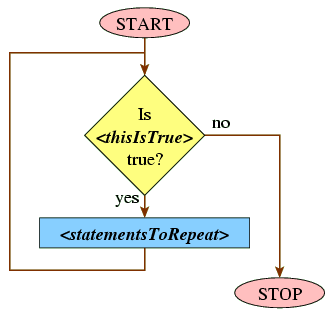 START
Is
<thisIsTrue>
true?
no
yes
<statementsToRepeat>
STOP